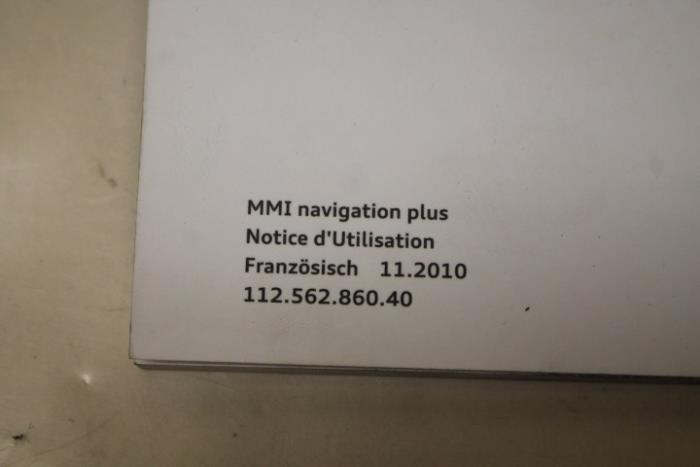 MMI navigation plus
Notice d'Utilisation
Französisch 11.2010
112.562.860.40